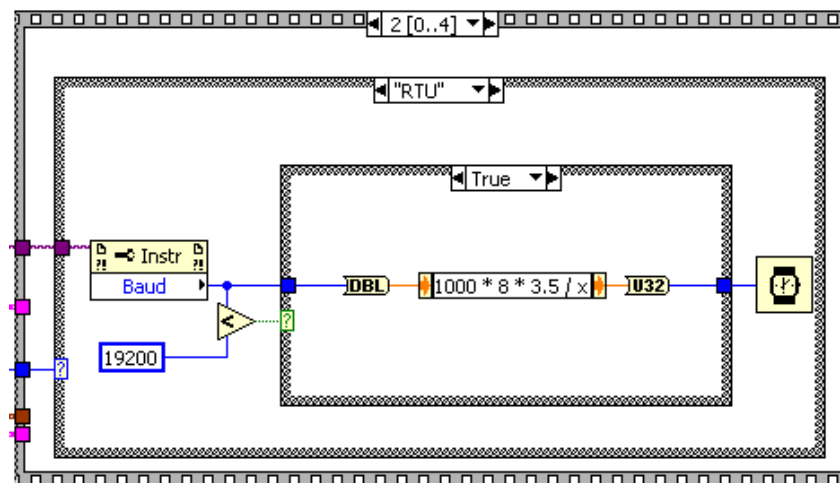 2 [0..4]
"RTU"
True
?! Instr ?!
Baud
DBL
1000 * 8 * 3.5 / x
U32
<
?
19200
?